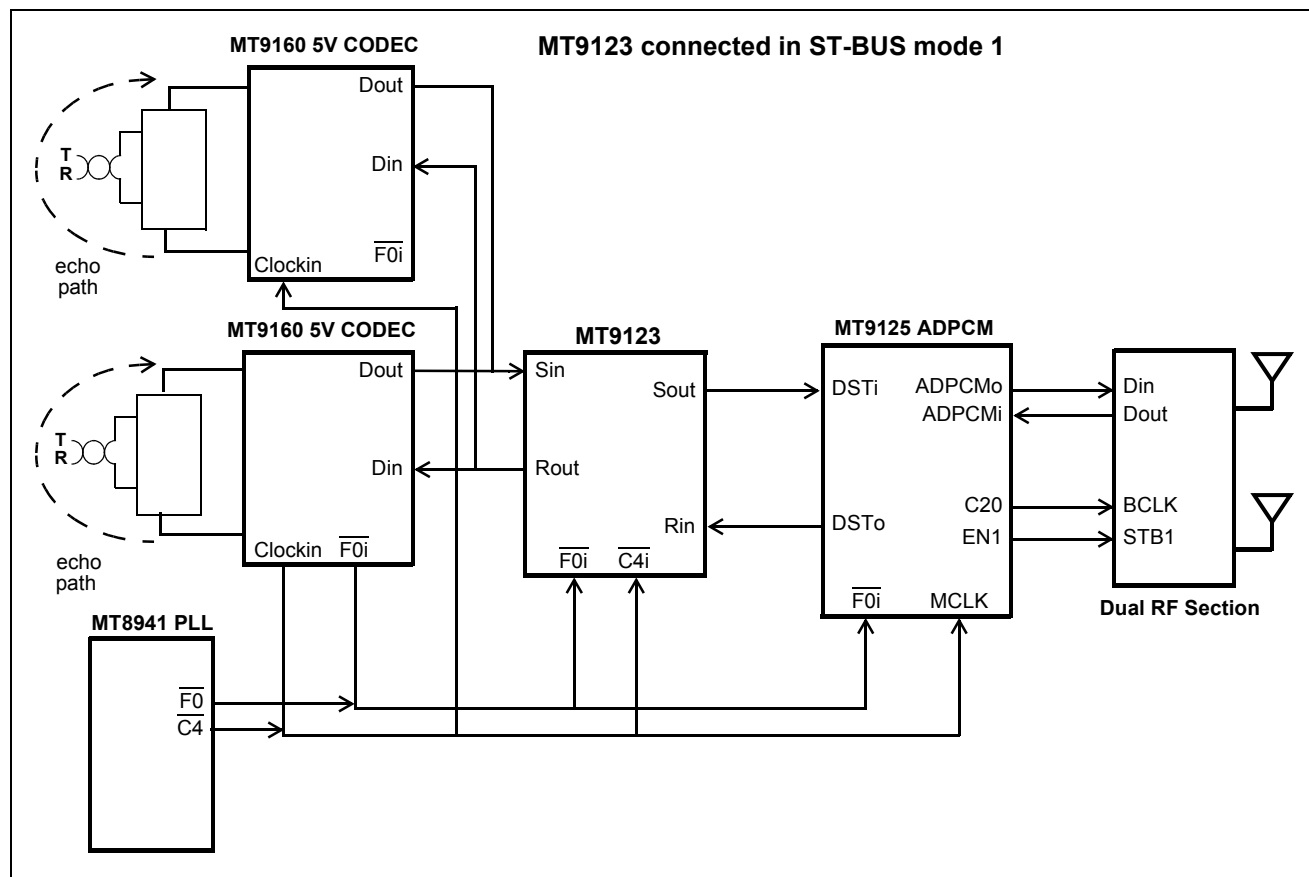 MT9123 connected in ST-BUS mode 1
MT9160 5V CODEC
Dout
Din
F0i
Clockin
T
R
echo
path
MT9160 5V CODEC
Dout
Din
Clockin
F0i
T
R
echo
path
MT9123
Sin
Sout
Rout
Rin
F0i
C4i
MT9125 ADPCM
DSTi
ADPCMo
ADPCMi
DSTo
C20
EN1
F0i
MCLK
Din
Dout
BCLK
STB1
Dual RF Section
MT8941 PLL
F0
C4